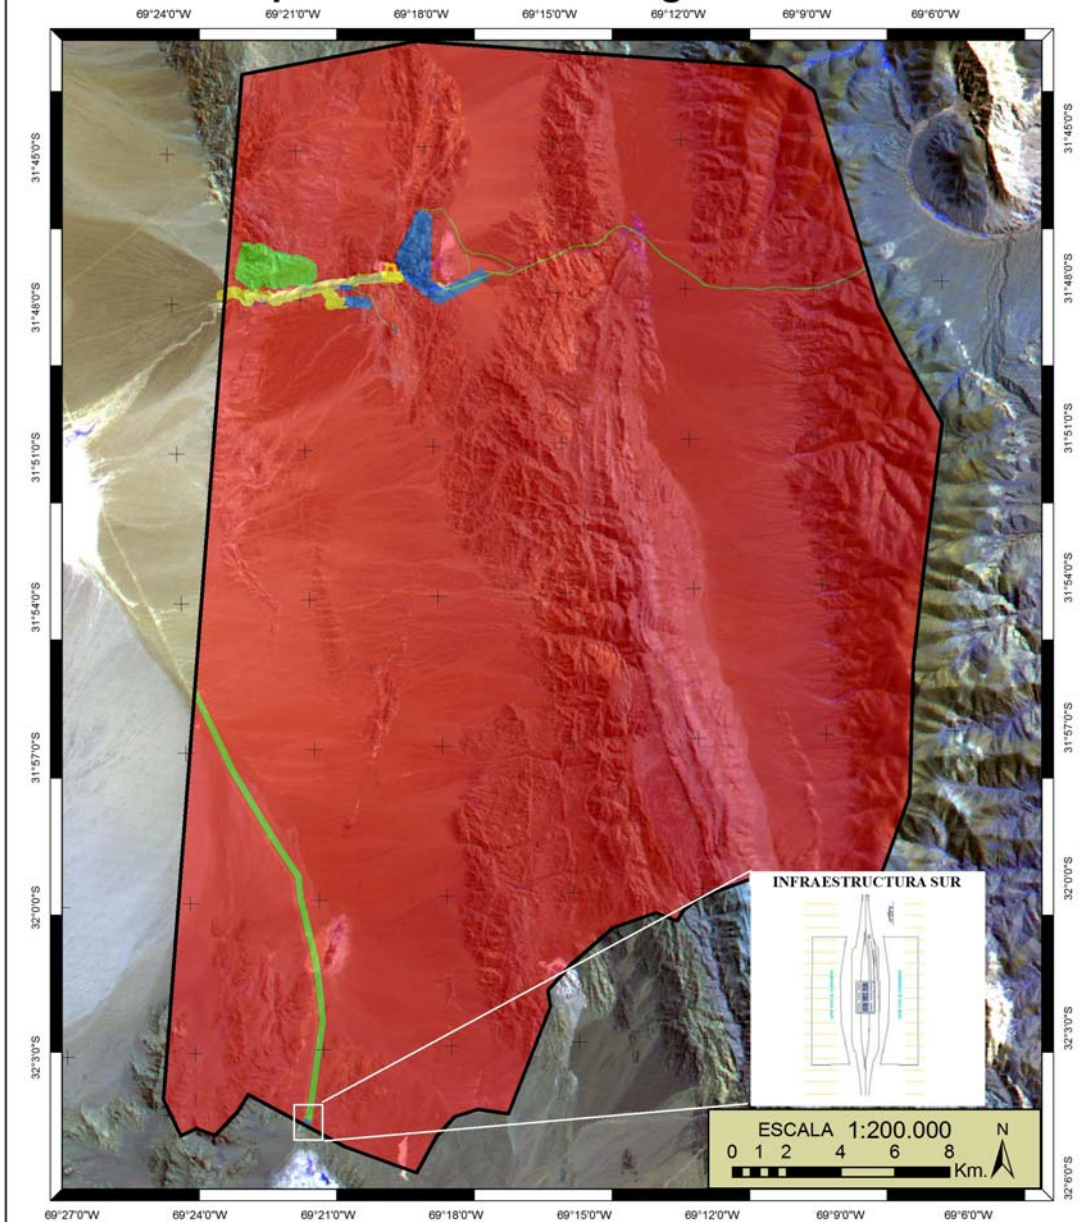 69°24'0"W 69°21'0"W 69°18'0"W 69°15'0"W 69°12'0"W 69°9'0"W 69°6'0"W
31°45'0"S 31°45'0"S
31°48'0"S 31°48'0"S
31°51'0"S 31°51'0"S
31°54'0"S 31°54'0"S
31°57'0"S 31°57'0"S
32°0'0"S 32°0'0"S
INFRAESTRUCTURA SUR
32°3'0"S 32°3'0"S
ESCALA 1:200.000 N
0 1 2 4 6 8
Km.
32°6'0"S
69°27'0"W 69°24'0"W 69°21'0"W 69°18'0"W 69°15'0"W 69°12'0"W 69°9'0"W 69°6'0"W